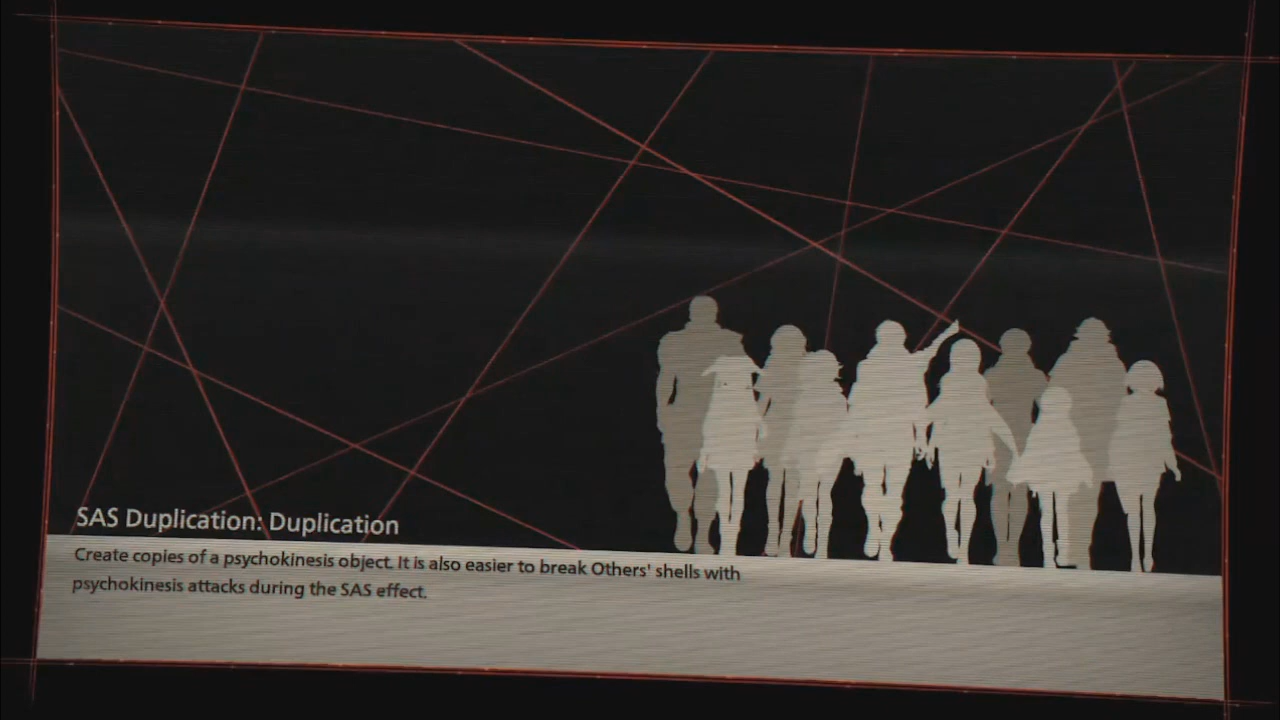 SAS Duplication: Duplication
Create copies of a psychokinesis object. It is also easier to break Others' shells with
psychokinesis attacks during the SAS effect.